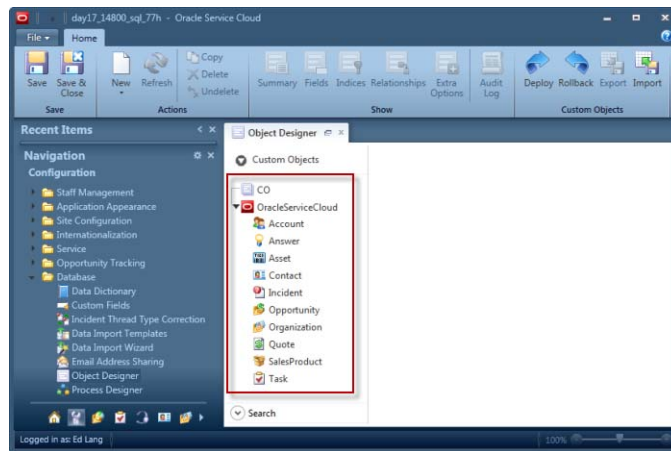 day17_14800_sql_77h - Oracle Service Cloud
File Home
Save
Save & Close
New
Refresh
Copy
Delete
Undelete
Summary
Fields
Indices
Relationships
Extra Options
Audit Log
Deploy
Rollback
Export
Import
Save
Actions
Show
Custom Objects
Recent Items
Navigation
Configuration
Staff Management
Application Appearance
Site Configuration
Internationalization
Service
Opportunity Tracking
Database
Data Dictionary
Custom Fields
Incident Thread Type Correction
Data Import Templates
Data Import Wizard
Email Address Sharing
Object Designer
Process Designer
Object Designer
Custom Objects
CO
OracleServiceCloud
Account
Answer
Asset
Contact
Incident
Opportunity
Organization
Quote
SalesProduct
Task
Search
Logged in as: Ed Lang
100%